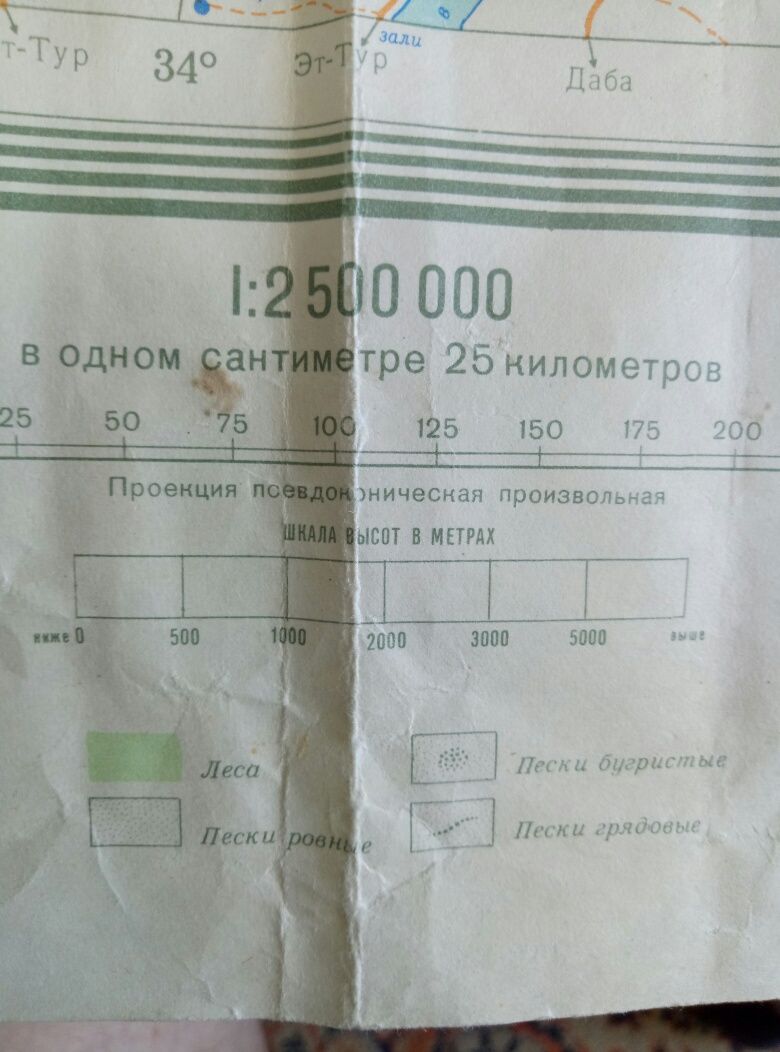 т-Тур 34° Эт-Тур зали Даба
1:2 500 000
в одном сантиметре 25 километров
25 50 75 100 125 150 175 200
Проекция псевдоконическая произвольная
ШКАЛА ВЫСОТ В МЕТРАХ
ниже 0 500 1000 2000 3000 5000 выше
Леса
Пески бугристые
Пески ровные
Пески грядовые